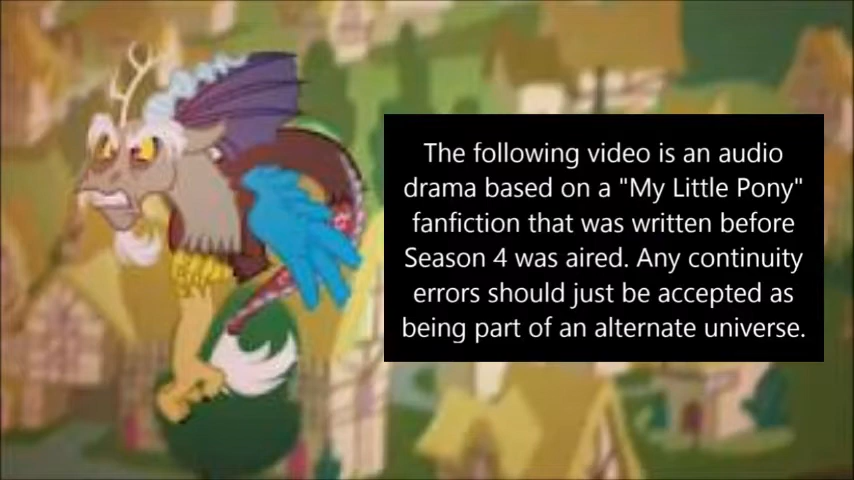 The following video is an audio
drama based on a "My Little Pony"
fanfiction that was written before
Season 4 was aired. Any continuity
errors should just be accepted as
being part of an alternate universe.